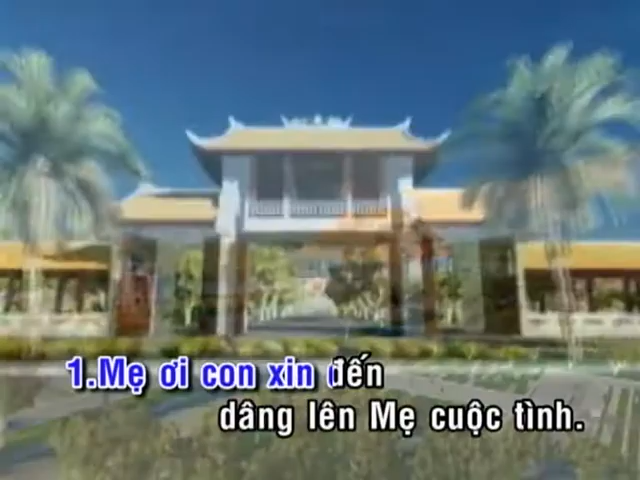 1.Mẹ ơi con xin đến
dâng lên Mẹ cuộc tình.